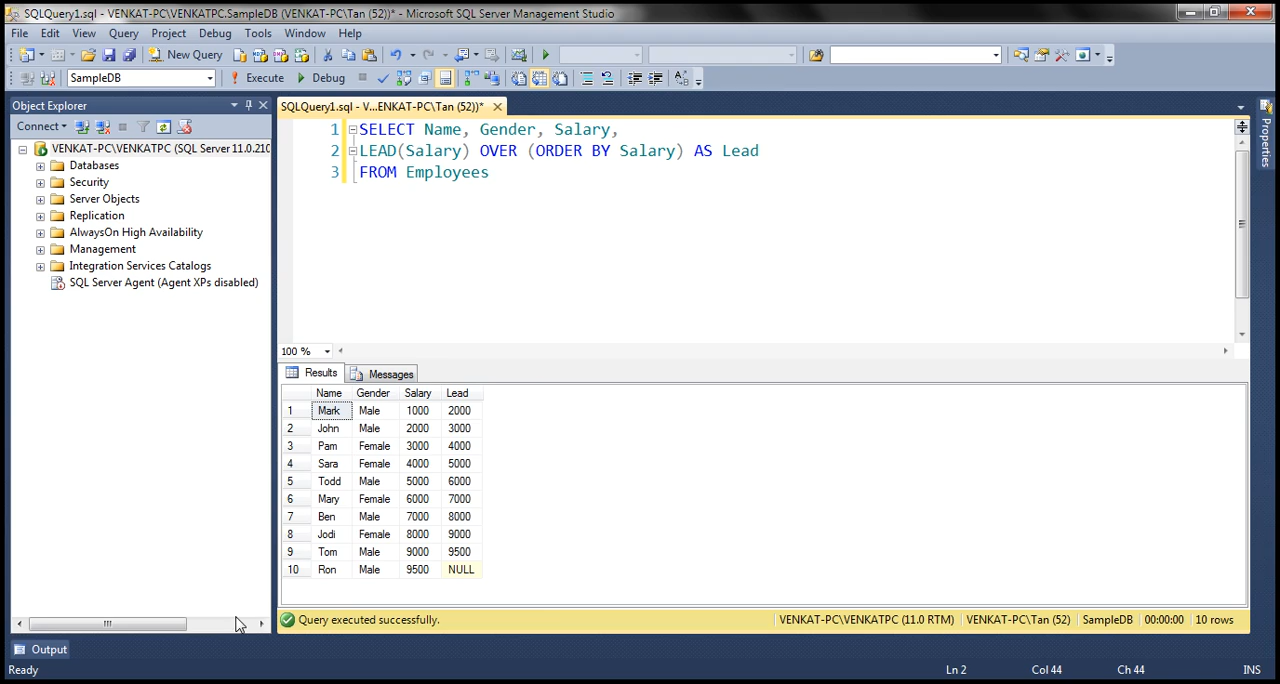 SQLQuery1.sql - VENKAT-PC\VENKATPC.SampleDB (VENKAT-PC\Tan (52))* - Microsoft SQL Server Management Studio
File Edit View Query Project Debug Tools Window Help
New Query
SampleDB Execute Debug
Object Explorer
SQLQuery1.sql - V...ENKAT-PC\Tan (52))*
Connect
VENKAT-PC\VENKATPC (SQL Server 11.0.210
Databases
Security
Server Objects
Replication
AlwaysOn High Availability
Management
Integration Services Catalogs
SQL Server Agent (Agent XPs disabled)
1 SELECT Name, Gender, Salary,
2 LEAD(Salary) OVER (ORDER BY Salary) AS Lead
3 FROM Employees
Properties
100 %
Results Messages
Name Gender Salary Lead
1 Mark Male 1000 2000
2 John Male 2000 3000
3 Pam Female 3000 4000
4 Sara Female 4000 5000
5 Todd Male 5000 6000
6 Mary Female 6000 7000
7 Ben Male 7000 8000
8 Jodi Female 8000 9000
9 Tom Male 9000 9500
10 Ron Male 9500 NULL
Query executed successfully. VENKAT-PC\VENKATPC (11.0 RTM) VENKAT-PC\Tan (52) SampleDB 00:00:00 10 rows
Output
Ready Ln 2 Col 44 Ch 44 INS